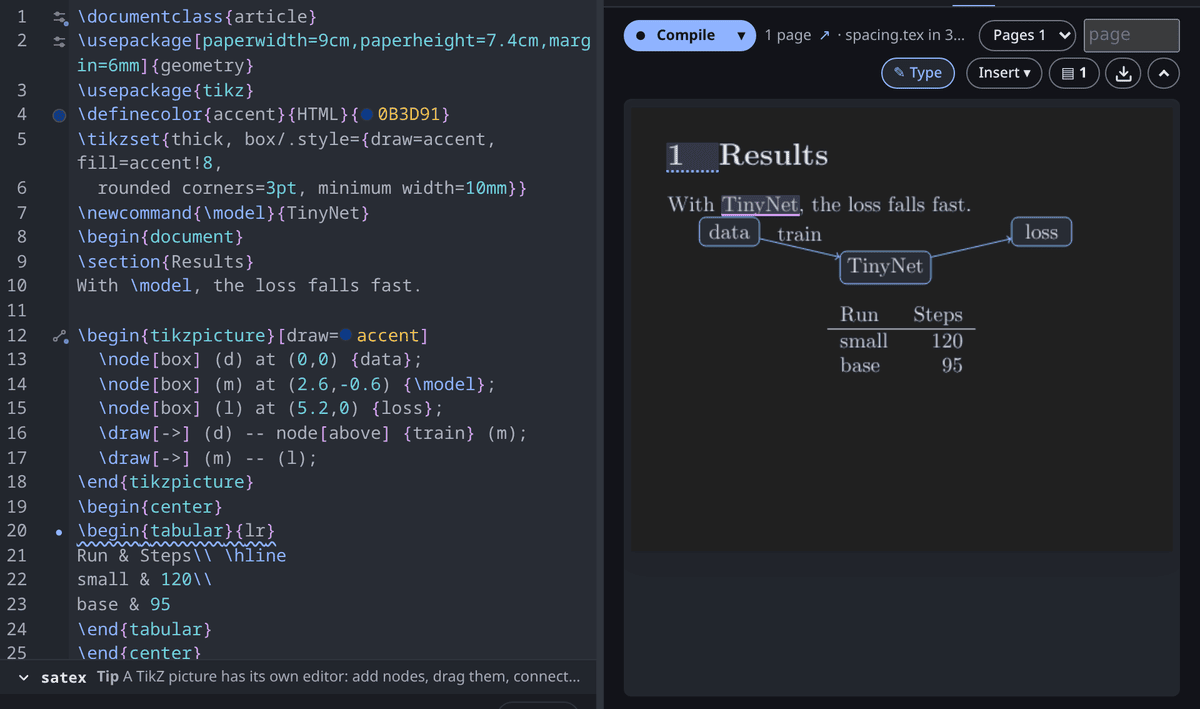 1 \documentclass{article}
2 \usepackage[paperwidth=9cm,paperheight=7.4cm,marg
in=6mm]{geometry}
3 \usepackage{tikz}
4 \definecolor{accent}{HTML}{0B3D91}
5 \tikzset{thick, box/.style={draw=accent,
fill=accent!8,
6 rounded corners=3pt, minimum width=10mm}}
7 \newcommand{\model}{TinyNet}
8 \begin{document}
9 \section{Results}
10 With \model, the loss falls fast.
11
12 \begin{tikzpicture}[draw=accent]
13 \node[box] (d) at (0,0) {data};
14 \node[box] (m) at (2.6,-0.6) {\model};
15 \node[box] (l) at (5.2,0) {loss};
16 \draw[->] (d) -- node[above] {train} (m);
17 \draw[->] (m) -- (l);
18 \end{tikzpicture}
19 \begin{center}
20 \begin{tabular}{lr}
21 Run & Steps\\ \hline
22 small & 120\\
23 base & 95
24 \end{tabular}
25 \end{center}
satex Tip A TikZ picture has its own editor: add nodes, drag them, connect...
Compile 1 page ↗ · spacing.tex in 3... Pages 1 page
Type Insert 1
1 Results
With TinyNet, the loss falls fast.
data train loss
TinyNet
Run Steps
small 120
base 95